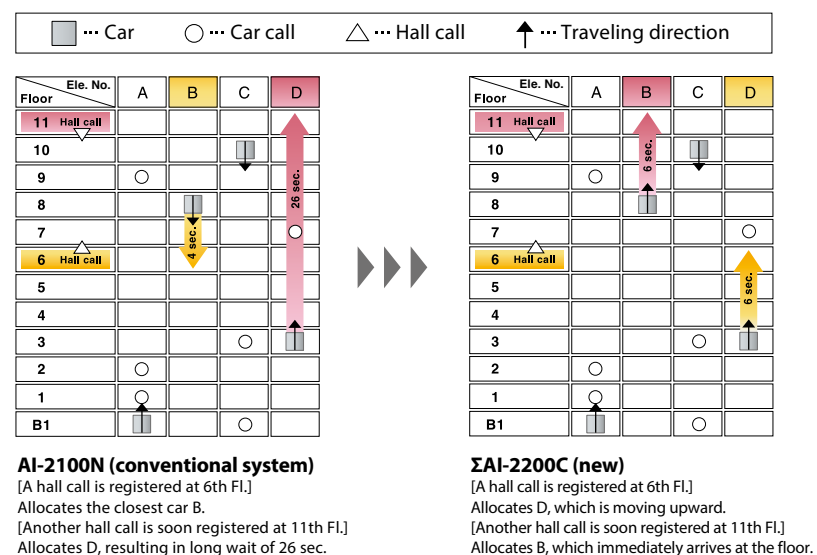 ··· Car ··· Car call ··· Hall call ··· Traveling direction
Ele. No.
Floor
A B C D
11 Hall call
10
9
8
7
6 Hall call
5
4
3
2
1
B1
4 sec.
26 sec.
AI-2100N (conventional system)
[A hall call is registered at 6th Fl.]
Allocates the closest car B.
[Another hall call is soon registered at 11th Fl.]
Allocates D, resulting in long wait of 26 sec.
Ele. No.
Floor
A B C D
11 Hall call
10
9
8
7
6 Hall call
5
4
3
2
1
B1
6 sec.
6 sec.
ΣAI-2200C (new)
[A hall call is registered at 6th Fl.]
Allocates D, which is moving upward.
[Another hall call is soon registered at 11th Fl.]
Allocates B, which immediately arrives at the floor.